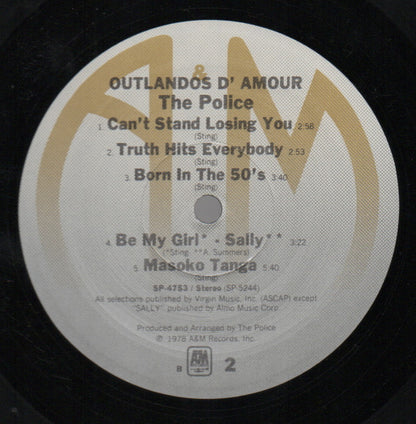 A&M
OUTLANDOS D' AMOUR
The Police
1. Can't Stand Losing You 2:58
(Sting)
2. Truth Hits Everybody 2:53
(Sting)
3. Born In The 50's 3:40
(Sting)
4. Be My Girl* - Sally** 3:22
(*Sting **A. Summers)
5. Masoko Tanga 5:40
(Sting)
SP-4753 / Stereo (SP-5244)
All selections published by Virgin Music, Inc. (ASCAP) except
"SALLY" published by Almo Music Corp.
Produced and Arranged by The Police
℗ 1978 A&M Records, Inc.
B A&M 2